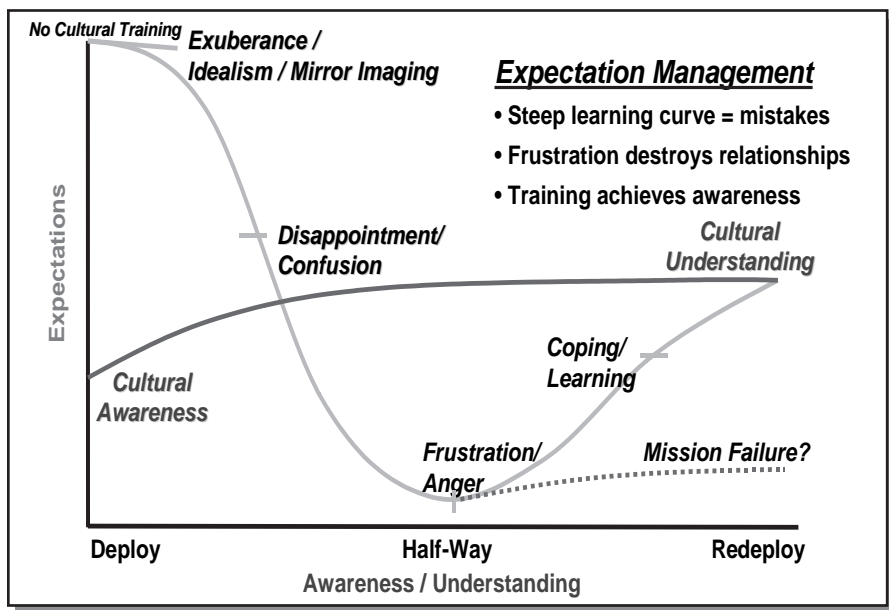 No Cultural Training
Exuberance /
Idealism / Mirror Imaging
Expectation Management
• Steep learning curve = mistakes
• Frustration destroys relationships
• Training achieves awareness
Expectations
Disappointment/
Confusion
Cultural
Understanding
Cultural
Awareness
Coping/
Learning
Frustration/
Anger
Mission Failure?
Deploy
Half-Way
Redeploy
Awareness / Understanding